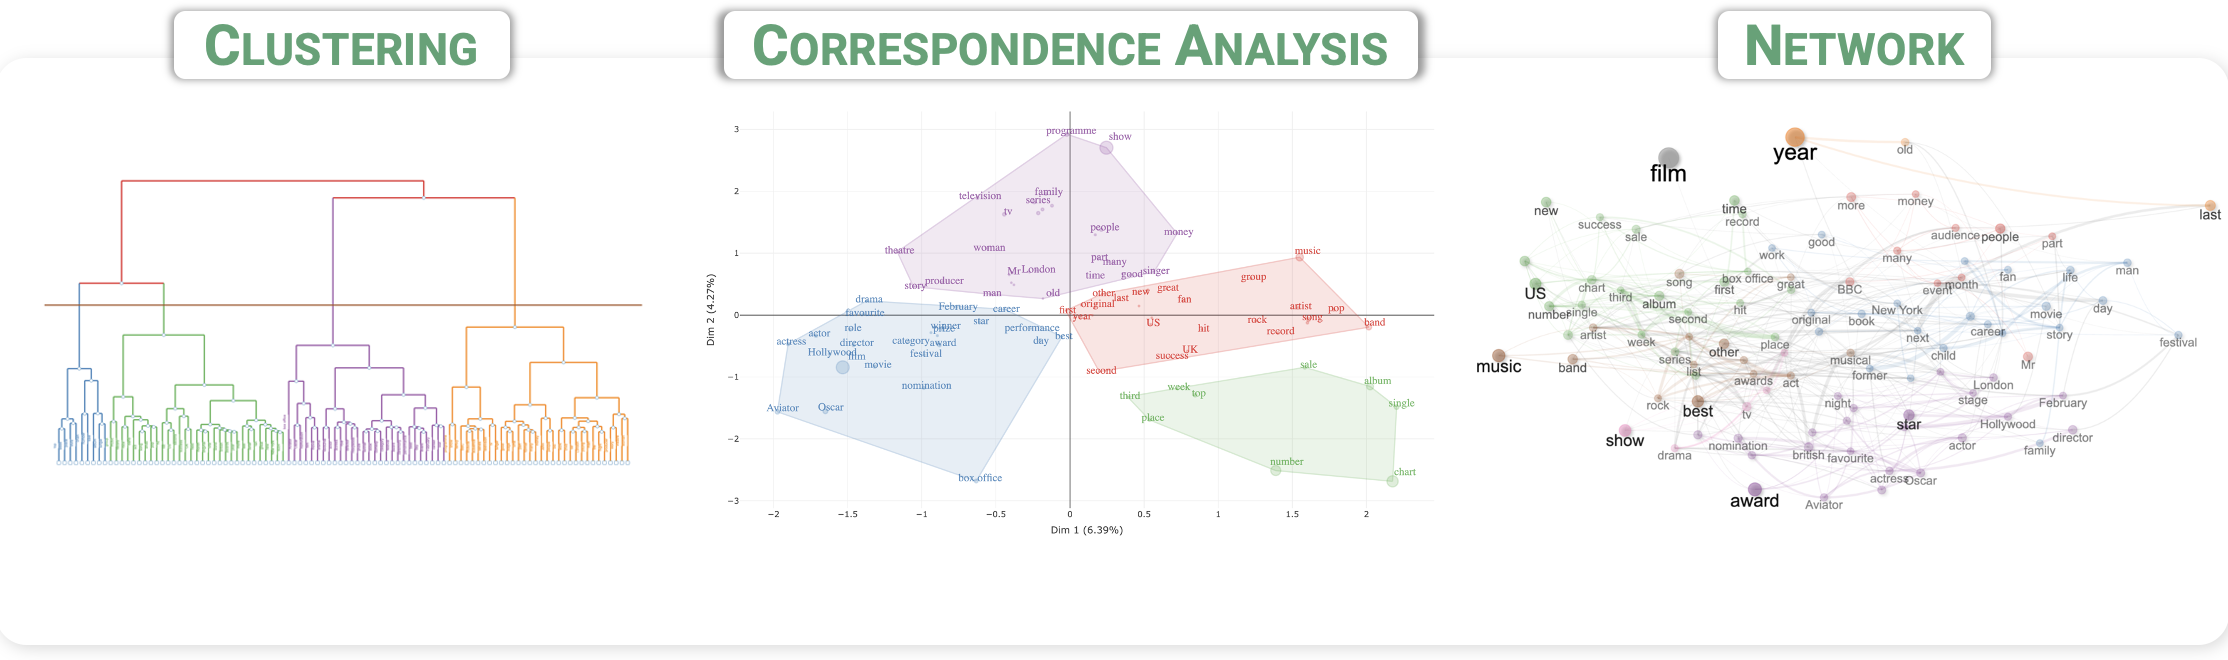 CLUSTERING
CORRESPONDENCE ANALYSIS
NETWORK
3
2
1
0
−1
−2
−3
Dim 2 (4.27%)
programme
show
television
family
series
tv
people
money
theatre
woman
part
many
Mr
London
time
good
singer
story
producer
man
old
music
group
other
last
new
great
fan
original
first
year
artist
pop
song
band
US
rock
hit
record
UK
success
second
drama
favourite
February
career
star
role
winner
prize
performance
actor
best
day
actress
director
category
award
Hollywood
film
festival
movie
nomination
Aviator
Oscar
box office
sale
album
third
week
top
single
place
number
chart
−2
−1.5
−1
−0.5
0
0.5
1
1.5
2
Dim 1 (6.39%)
year
old
film
new
time
more
money
last
success
record
sale
good
audience
people
part
work
many
box office
fan
life
man
US
chart
third
song
first
great
BBC
event
month
number
single
album
hit
New York
movie
day
second
original
book
career
story
artist
week
place
next
festival
series
other
musical
child
music
band
list
awards
act
former
Mr
London
rock
best
tv
night
stage
February
show
star
Hollywood
drama
nomination
british
favourite
actor
family
director
actress
Oscar
award
Aviator